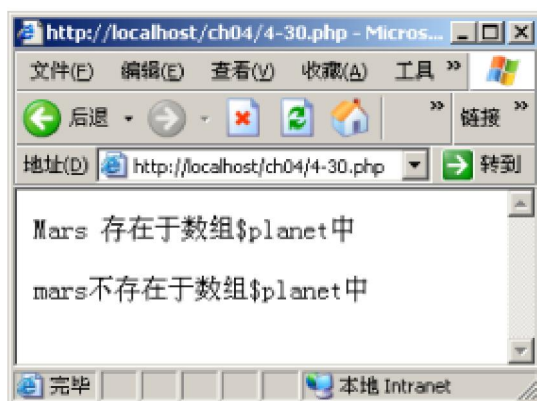 http://localhost/ch04/4-30.php - Micros...
文件(F) 编辑(E) 查看(V) 收藏(A) 工具 »
后退 » 链接 »
地址(D) http://localhost/ch04/4-30.php 转到
Mars 存在于数组$planet中
mars不存在于数组$planet中
完毕 本地 Intranet